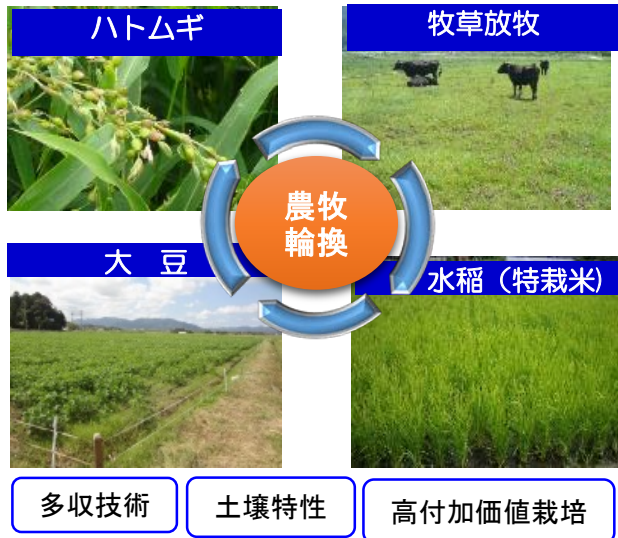 ハトムギ
牧草放牧
農牧
輪換
大　豆
水稲（特栽米)
多収技術
土壌特性
高付加価値栽培